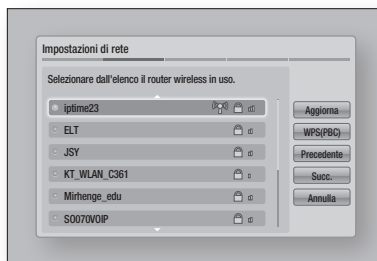 Impostazioni di rete
Selezionare dall'elenco il router wireless in uso.
iptime23
ELT
JSY
KT_WLAN_C361
Mirhenge_edu
SO070VOIP
Aggiorna
WPS(PBC)
Precedente
Succ.
Annulla